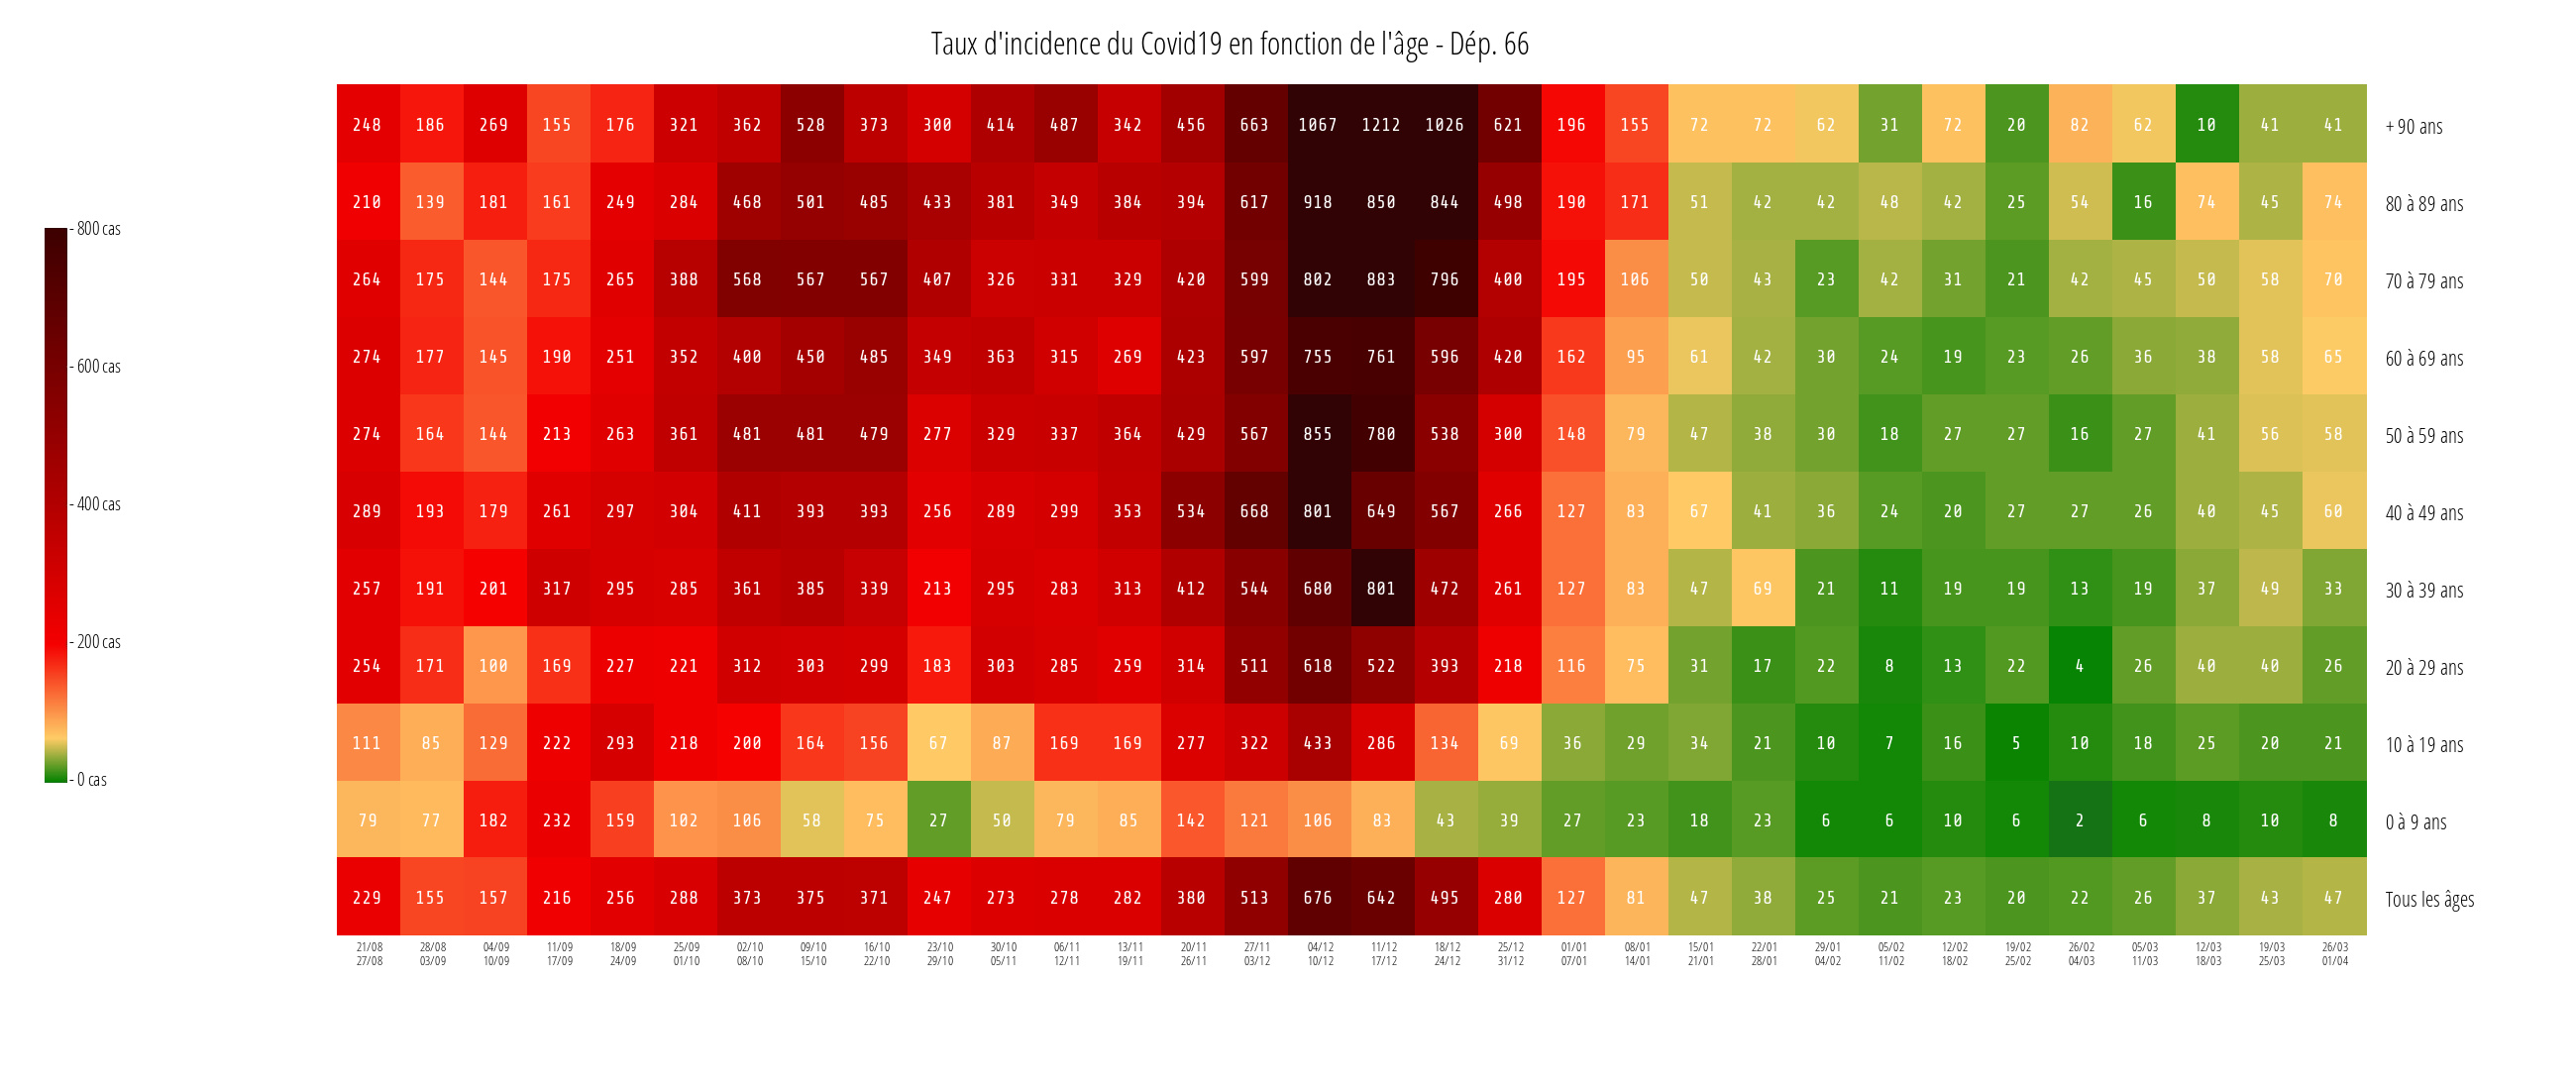 Taux d'incidence du Covid19 en fonction de l'âge - Dép. 66
248 186 269 155 176 321 362 528 373 300 414 487 342 456 663 1067 1212 1026 621 196 155 72 72 62 31 72 20 82 62 10 41 41 + 90 ans
210 139 181 161 249 284 468 501 485 433 381 349 384 394 617 918 850 844 498 190 171 51 42 42 48 42 25 54 16 74 45 74 80 à 89 ans
- 800 cas
264 175 144 175 265 388 568 567 567 407 326 331 329 420 599 802 883 796 400 195 106 50 43 23 42 31 21 42 45 50 58 70 70 à 79 ans
274 177 145 190 251 352 400 450 485 349 363 315 269 423 597 755 761 596 420 162 95 61 42 30 24 19 23 26 36 38 58 65 60 à 69 ans
- 600 cas
274 164 144 213 263 361 481 481 479 277 329 337 364 429 567 855 780 538 300 148 79 47 38 30 18 27 27 16 27 41 56 58 50 à 59 ans
- 400 cas
289 193 179 261 297 304 411 393 393 256 289 299 353 534 668 801 649 567 266 127 83 67 41 36 24 20 27 27 26 40 45 60 40 à 49 ans
257 191 201 317 295 285 361 385 339 213 295 283 313 412 544 680 801 472 261 127 83 47 69 21 11 19 19 13 19 37 49 33 30 à 39 ans
- 200 cas
254 171 100 169 227 221 312 303 299 183 303 285 259 314 511 618 522 393 218 116 75 31 17 22 8 13 22 4 26 40 40 26 20 à 29 ans
111 85 129 222 293 218 200 164 156 67 87 169 169 277 322 433 286 134 69 36 29 34 21 10 7 16 5 10 18 25 20 21 10 à 19 ans
- 0 cas
79 77 182 232 159 102 106 58 75 27 50 79 85 142 121 106 83 43 39 27 23 18 23 6 6 10 6 2 6 8 10 8 0 à 9 ans
229 155 157 216 256 288 373 375 371 247 273 278 282 380 513 676 642 495 280 127 81 47 38 25 21 23 20 22 26 37 43 47 Tous les âges
21/08 28/08 04/09 11/09 18/09 25/09 02/10 09/10 16/10 23/10 30/10 06/11 13/11 20/11 27/11 04/12 11/12 18/12 25/12 01/01 08/01 15/01 22/01 29/01 05/02 12/02 19/02 26/02 05/03 12/03 19/03 26/03
27/08 03/09 10/09 17/09 24/09 01/10 08/10 15/10 22/10 29/10 05/11 12/11 19/11 26/11 03/12 10/12 17/12 24/12 31/12 07/01 14/01 21/01 28/01 04/02 11/02 18/02 25/02 04/03 11/03 18/03 25/03 01/04